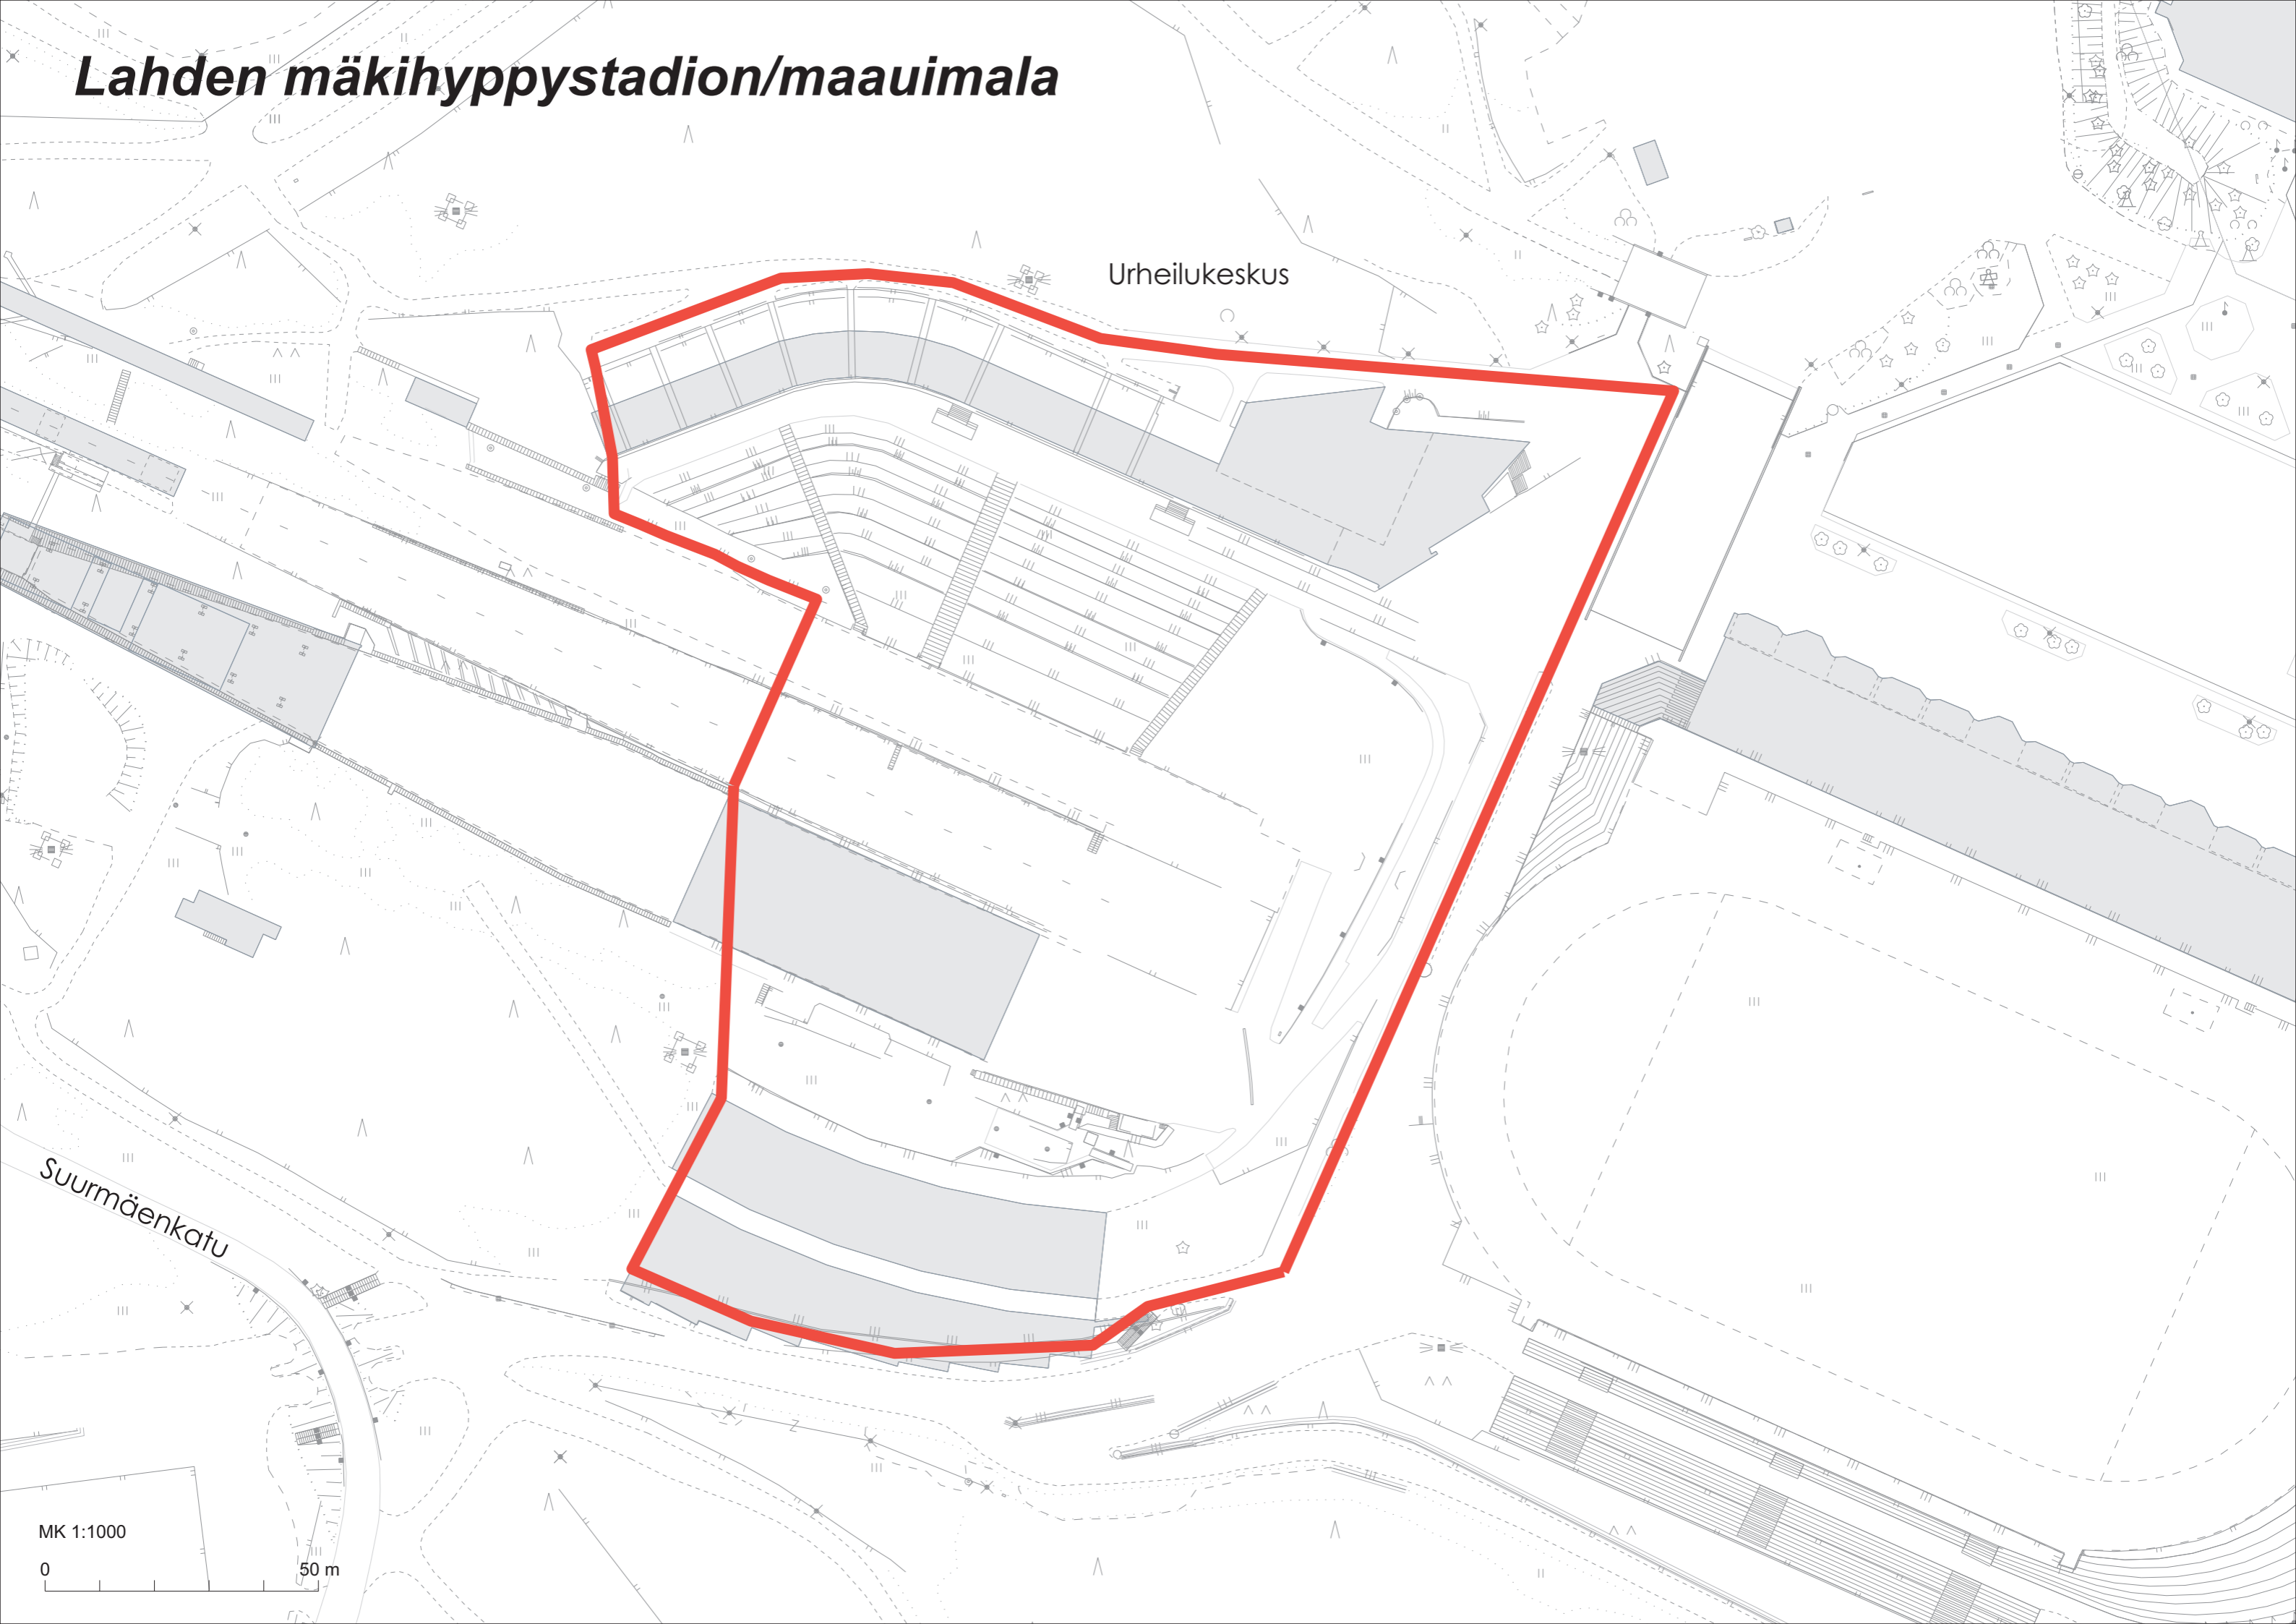 Lahden mäkihyppystadion/maauimala
Urheilukeskus
Suurmäenkatu
MK 1:1000
0 50 m